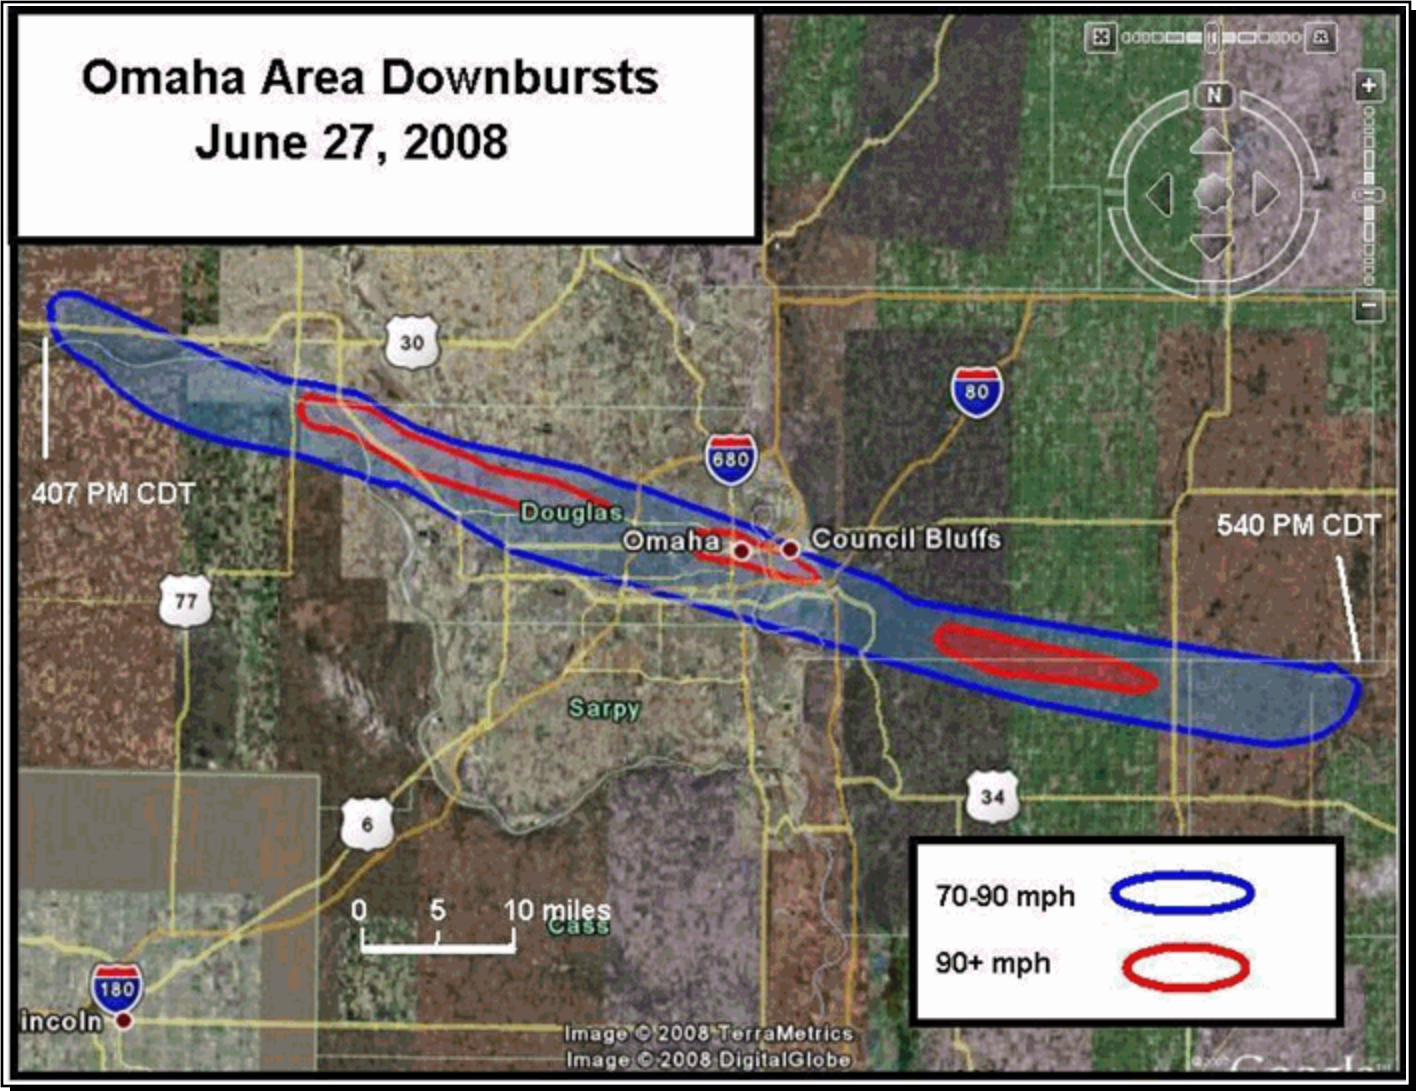 Omaha Area Downbursts
June 27, 2008
N
30
80
680
407 PM CDT
Douglas
Omaha
Council Bluffs
540 PM CDT
77
Sarpy
34
6
0 5 10 miles
Cass
70-90 mph
90+ mph
180
incoln
Image © 2008 TerraMetrics
Image © 2008 DigitalGlobe